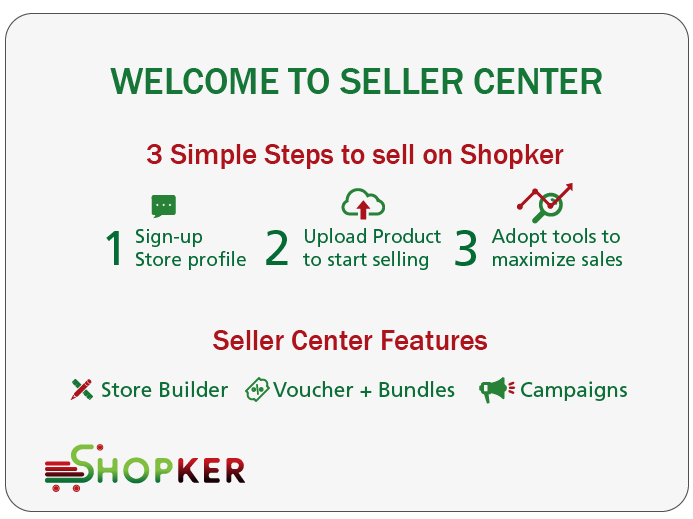 WELCOME TO SELLER CENTER
3 Simple Steps to sell on Shopker
1 Sign-up
Store profile
2 Upload Product
to start selling
3 Adopt tools to
maximize sales
Seller Center Features
Store Builder
Voucher + Bundles
Campaigns
SHOPKER